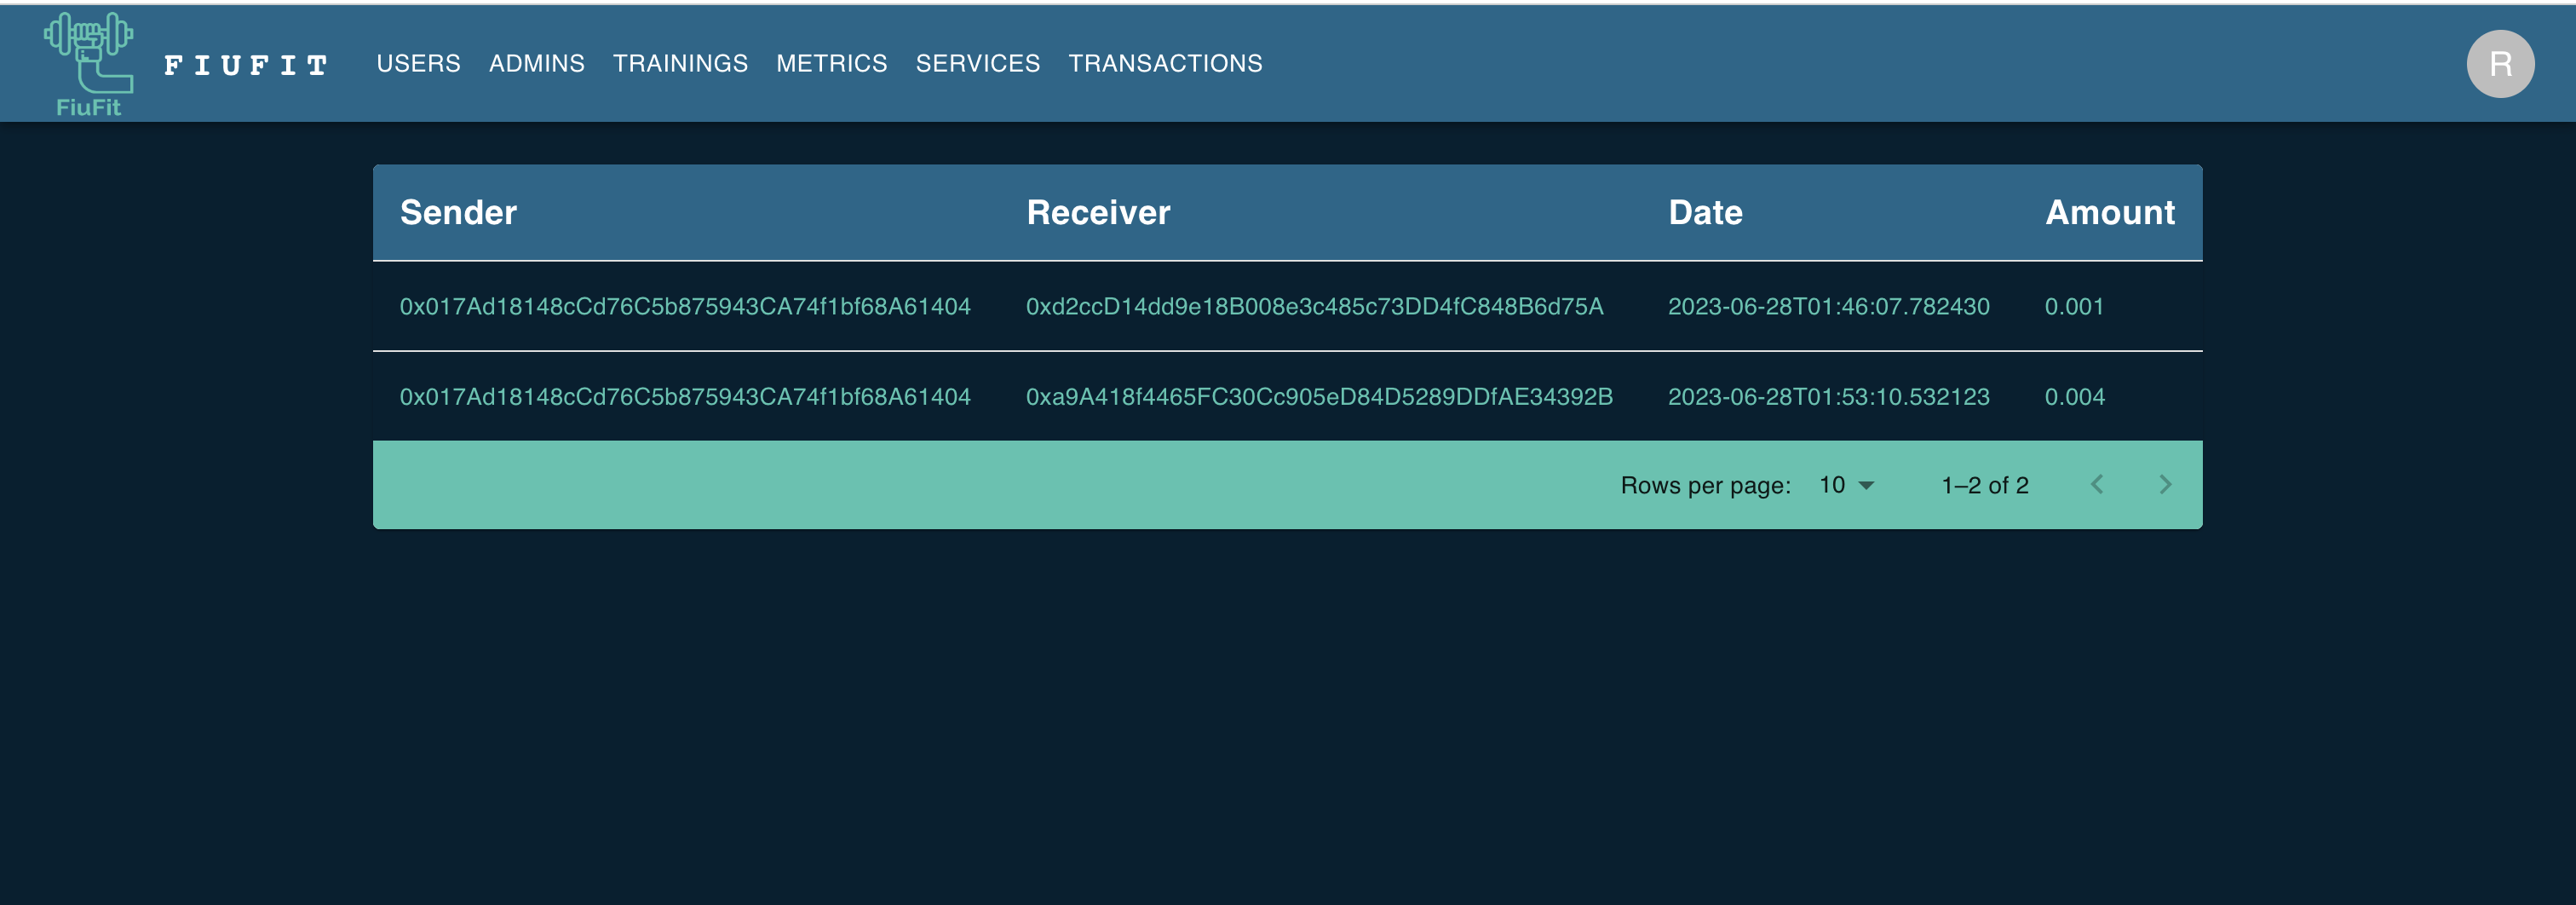 FiuFit
FIUFIT USERS ADMINS TRAININGS METRICS SERVICES TRANSACTIONS R
Sender Receiver Date Amount
0x017Ad18148cCd76C5b875943CA74f1bf68A61404 0xd2ccD14dd9e18B008e3c485c73DD4fC848B6d75A 2023-06-28T01:46:07.782430 0.001
0x017Ad18148cCd76C5b875943CA74f1bf68A61404 0xa9A418f4465FC30Cc905eD84D5289DDfAE34392B 2023-06-28T01:53:10.532123 0.004
Rows per page: 10 1–2 of 2